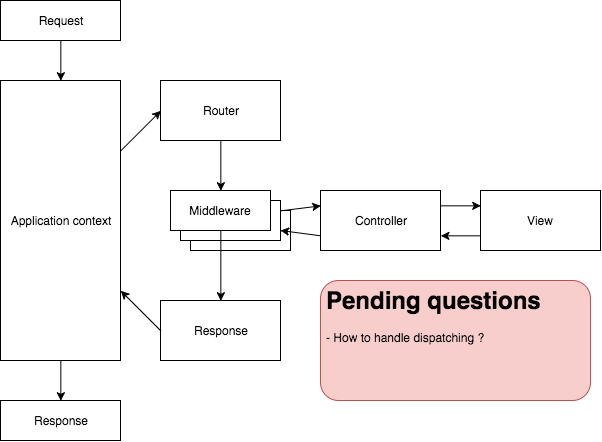 Request
Router
Middleware
Application context
Controller
View
Pending questions
Response
- How to handle dispatching ?
Response